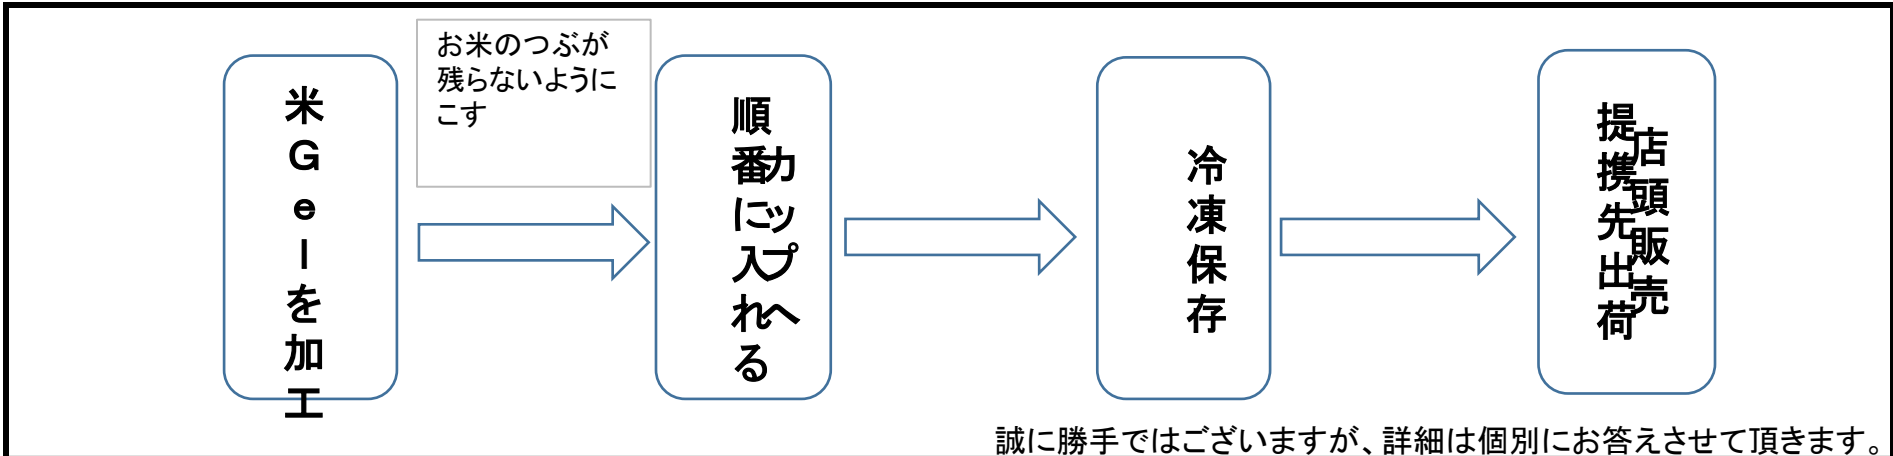 米Gelを加工
お米のつぶが
残らないように
こす
カップへ
順番に入れる
冷凍保存
店頭販売
提携先出荷
誠に勝手ではございますが、詳細は個別にお答えさせて頂きます。